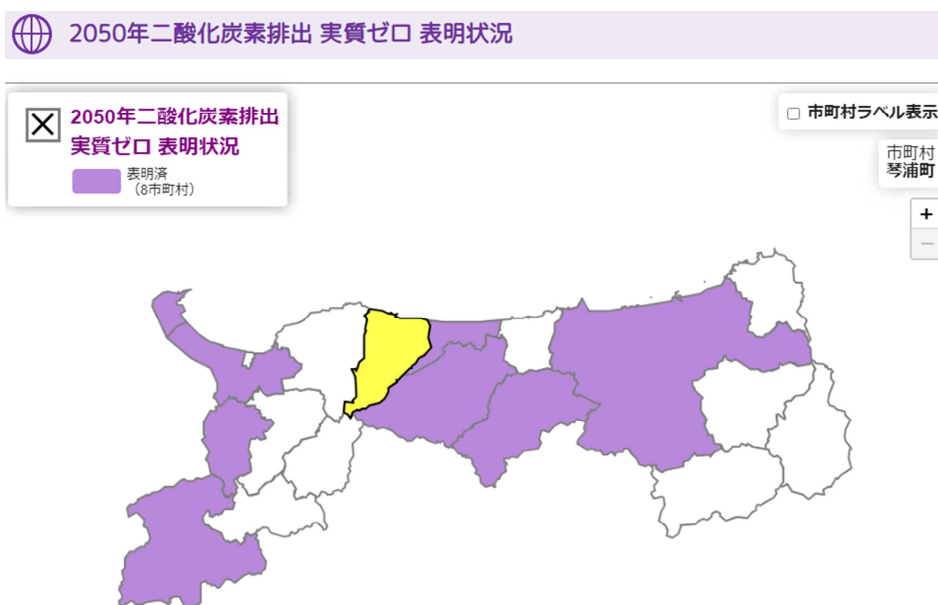 2050年二酸化炭素排出 実質ゼロ 表明状況
2050年二酸化炭素排出
実質ゼロ 表明状況
表明済
（8市町村）
市町村ラベル表示
市町村
琴浦町
+
−